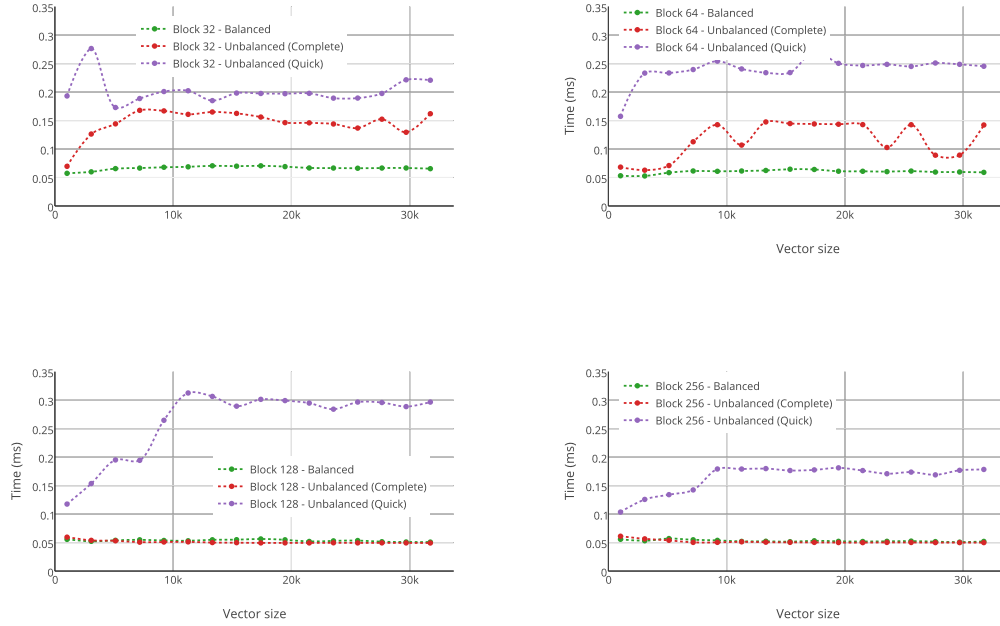 0.35
0.3
0.25
0.2
0.15
0.1
0.05
0
0
10k
20k
30k
Block 32 - Balanced
Block 32 - Unbalanced (Complete)
Block 32 - Unbalanced (Quick)
0.35
0.3
0.25
0.2
0.15
0.1
0.05
0
0
10k
20k
30k
Time (ms)
Vector size
Block 64 - Balanced
Block 64 - Unbalanced (Complete)
Block 64 - Unbalanced (Quick)
0.35
0.3
0.25
0.2
0.15
0.1
0.05
0
0
10k
20k
30k
Time (ms)
Vector size
Block 128 - Balanced
Block 128 - Unbalanced (Complete)
Block 128 - Unbalanced (Quick)
0.35
0.3
0.25
0.2
0.15
0.1
0.05
0
0
10k
20k
30k
Time (ms)
Vector size
Block 256 - Balanced
Block 256 - Unbalanced (Complete)
Block 256 - Unbalanced (Quick)